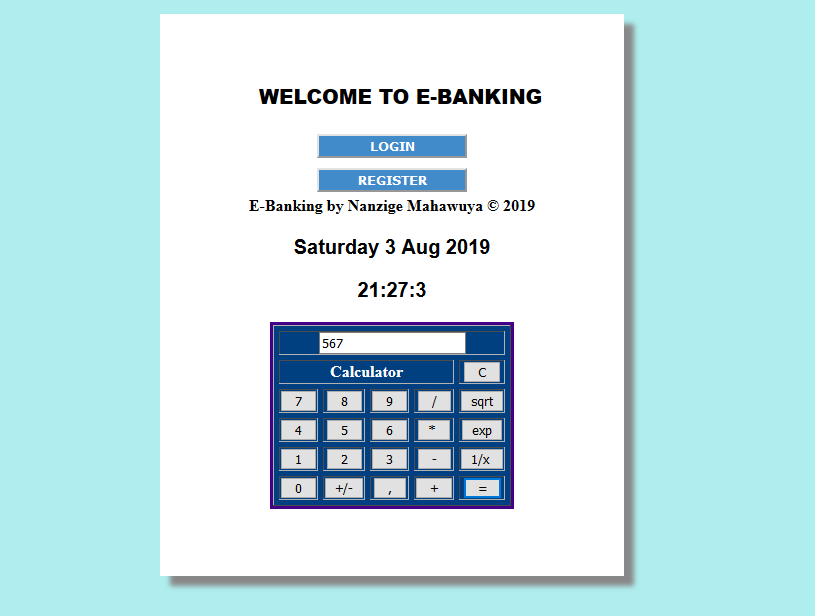 WELCOME TO E-BANKING
LOGIN
REGISTER
E-Banking by Nanzige Mahawuya © 2019
Saturday 3 Aug 2019
21:27:3
567
Calculator C
7 8 9 / sqrt
4 5 6 * exp
1 2 3 - 1/x
0 +/- , + =